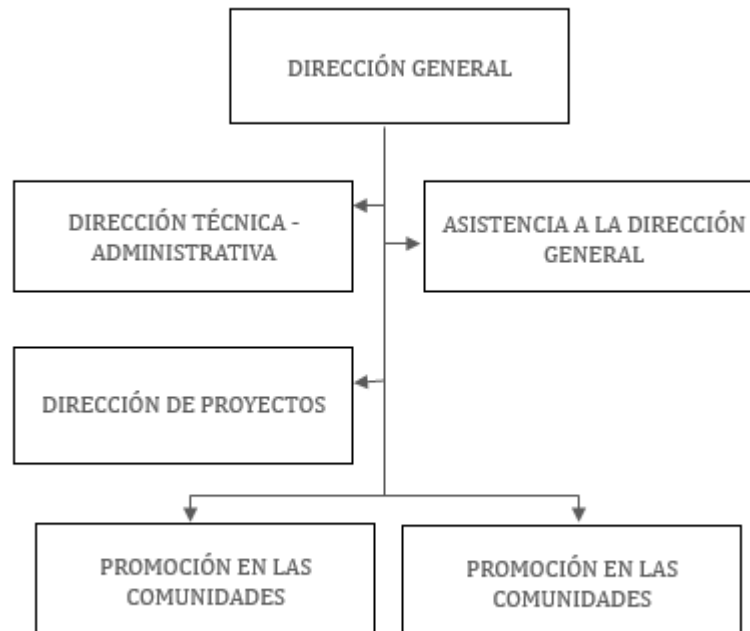 DIRECCIÓN GENERAL
DIRECCIÓN TÉCNICA -
ADMINISTRATIVA
ASISTENCIA A LA DIRECCIÓN
GENERAL
DIRECCIÓN DE PROYECTOS
PROMOCIÓN EN LAS
COMUNIDADES
PROMOCIÓN EN LAS
COMUNIDADES